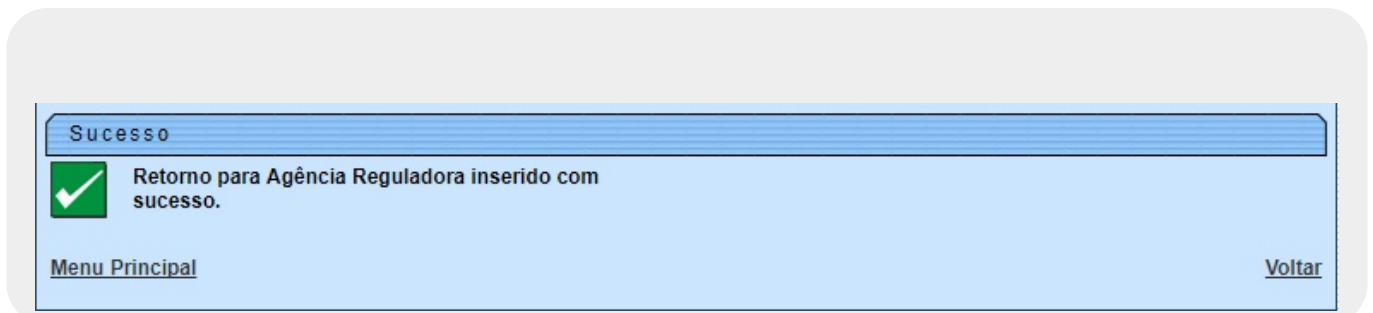 Sucesso
Retorno para Agência Reguladora inserido com
sucesso.
Menu Principal
Voltar